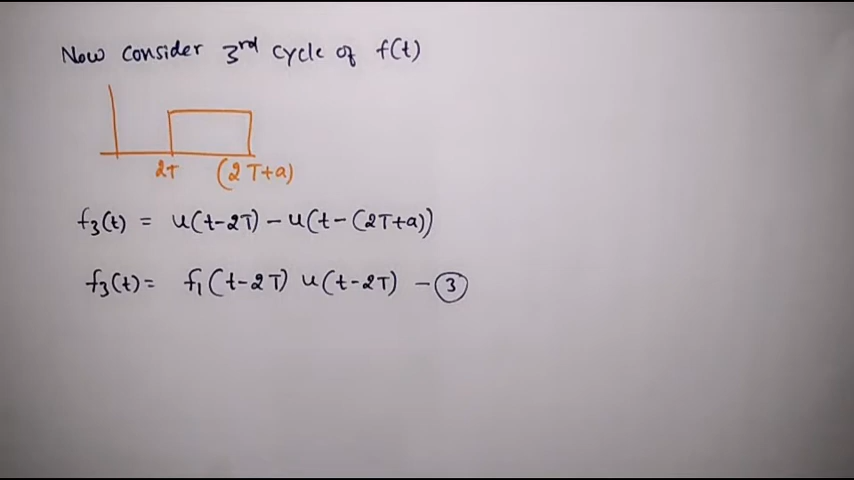 Now consider 3rd cycle of f(t)
2T (2T+a)
f₃(t) = u(t-2T) - u(t-(2T+a))
f₃(t) = f₁(t-2T) u(t-2T) - ③